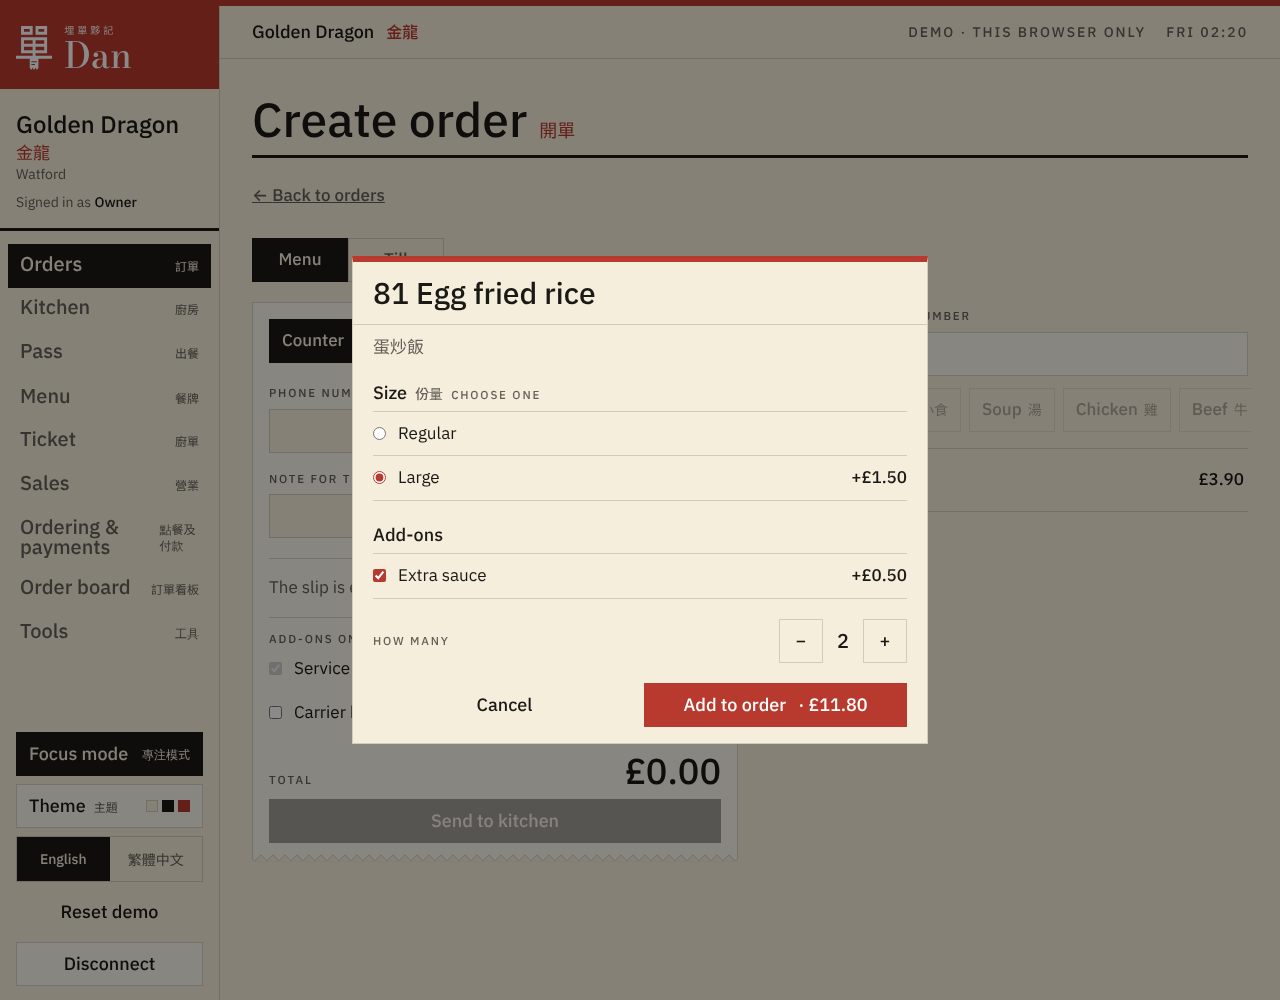 單 埋單夥記
Dan
Golden Dragon
金龍
Watford
Signed in as Owner
Orders 訂單
Kitchen 廚房
Pass 出餐
Menu 餐牌
Ticket 廚單
Sales 營業
Ordering & payments 點餐及付款
Order board 訂單看板
Tools 工具
Focus mode 專注模式
Theme 主題
English 繁體中文
Reset demo
Disconnect
Golden Dragon 金龍
DEMO · THIS BROWSER ONLY FRI 02:20
Create order 開單
← Back to orders
Menu
Counter
PHONE NUM
NOTE FOR T
The slip is
ADD-ONS ON
Service
Carrier
TOTAL £0.00
Send to kitchen
UMBER
食 Soup 湯 Chicken 雞 Beef 牛
£3.90
81 Egg fried rice
蛋炒飯
Size 份量 CHOOSE ONE
Regular
Large +£1.50
Add-ons
Extra sauce +£0.50
HOW MANY − 2 +
Cancel Add to order · £11.80